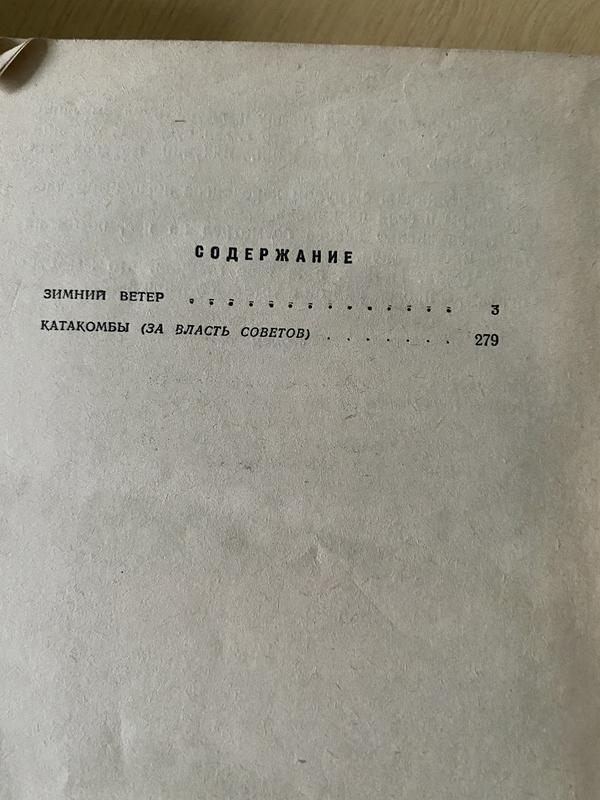 СОДЕРЖАНИЕ
ЗИМНИЙ ВЕТЕР . . . . . . . . . . . . . . 3
КАТАКОМБЫ (ЗА ВЛАСТЬ СОВЕТОВ) . . . . . . . 279